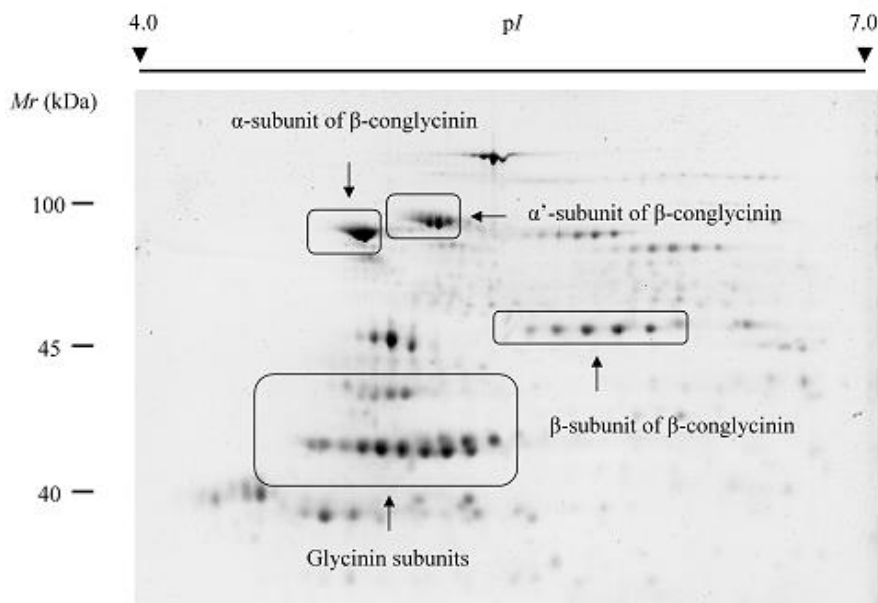 4.0 pI 7.0
Mr (kDa)
α-subunit of β-conglycinin
100
α’-subunit of β-conglycinin
45
β-subunit of β-conglycinin
40
Glycinin subunits